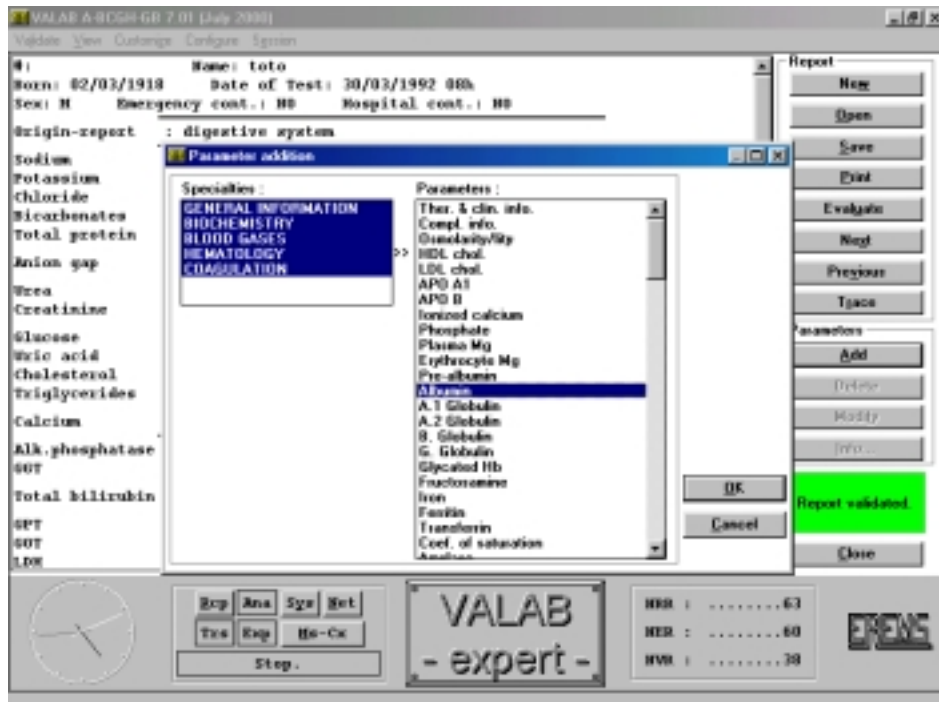 VALAB A-BCGH-GB 7.01 (July 2000)
Validate View Customize Configure Session
#: Name: toto
Born: 02/03/1918 Date of Test: 30/03/1992 08h
Sex: M Emergency cont.: NO Hospital cont.: NO
Origin-report : digestive system
Sodium
Potassium
Chloride
Bicarbonates
Total protein
Anion gap
Urea
Creatinine
Glucose
Uric acid
Cholesterol
Triglycerides
Calcium
Alk.phosphatase
GGT
Total bilirubin
GPT
GOT
LDH
Parameter addition
Specialties :
GENERAL INFORMATION
BIOCHEMISTRY
BLOOD GASES
HEMATOLOGY
COAGULATION
>>
Parameters :
Ther. & clin. info.
Compl. info.
Osmolarity/lity
HDL chol.
LDL chol.
APO A1
APO B
Ionized calcium
Phosphate
Plasma Mg
Erythrocyte Mg
Pre-albumin
Albumin
A.1 Globulin
A.2 Globulin
B. Globulin
G. Globulin
Glycated Hb
Fructosamine
Iron
Ferritin
Transferrin
Coef. of saturation
Amylase
OK
Cancel
Report
New
Open
Save
Print
Evaluate
Next
Previous
Trace
Parameters
Add
Delete
Modify
Info...
Report validated.
Close
Rcp Ana Sys Net
Trs Exp Hs-Cx
Stop.
VALAB
- expert -
NRR : ........63
NER : ........60
NVR : ........38
EREMS